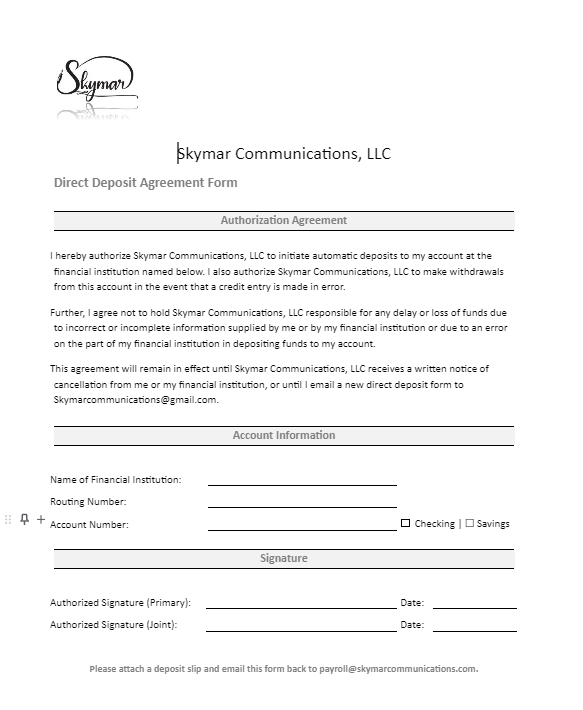 Skymar
Skymar Communications, LLC
Direct Deposit Agreement Form
Authorization Agreement
I hereby authorize Skymar Communications, LLC to initiate automatic deposits to my account at the
financial institution named below. I also authorize Skymar Communications, LLC to make withdrawals
from this account in the event that a credit entry is made in error.
Further, I agree not to hold Skymar Communications, LLC responsible for any delay or loss of funds due
to incorrect or incomplete information supplied by me or by my financial institution or due to an error
on the part of my financial institution in depositing funds to my account.
This agreement will remain in effect until Skymar Communications, LLC receives a written notice of
cancellation from me or my financial institution, or until I email a new direct deposit form to
Skymarcommunications@gmail.com.
Account Information
Name of Financial Institution:
Routing Number:
Account Number: ☐ Checking | ☐ Savings
Signature
Authorized Signature (Primary): Date:
Authorized Signature (Joint): Date:
Please attach a deposit slip and email this form back to payroll@skymarcommunications.com.